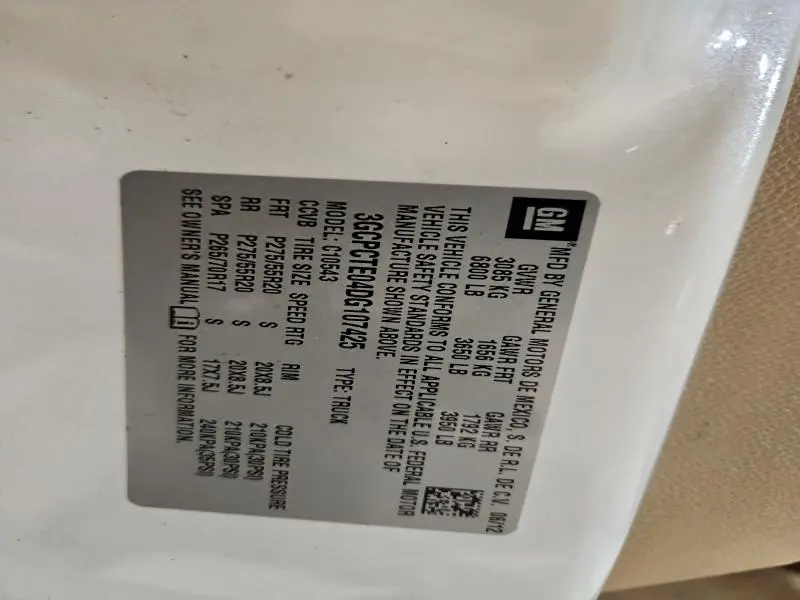 GM ®MFD BY GENERAL MOTORS DE MEXICO, S. DE R.L. DE C.V. 06/12
GVWR GAWR FRT GAWR RR
3085 KG 1656 KG 1792 KG
6800 LB 3650 LB 3950 LB
THIS VEHICLE CONFORMS TO ALL APPLICABLE U.S. FEDERAL MOTOR
VEHICLE SAFETY STANDARDS IN EFFECT ON THE DATE OF
MANUFACTURE SHOWN ABOVE.
3GCPCTE04DG107425 TYPE: TRUCK
MODEL: C10543
CCVB TIRE SIZE SPEED RTG RIM COLD TIRE PRESSURE
FRT P275/55R20 S 20X8.5J 210KPA(30PSI)
RR P275/55R20 S 20X8.5J 210KPA(30PSI)
SPA P265/70R17 S 17X7.5J 240KPA(35PSI)
SEE OWNER'S MANUAL FOR MORE INFORMATION.